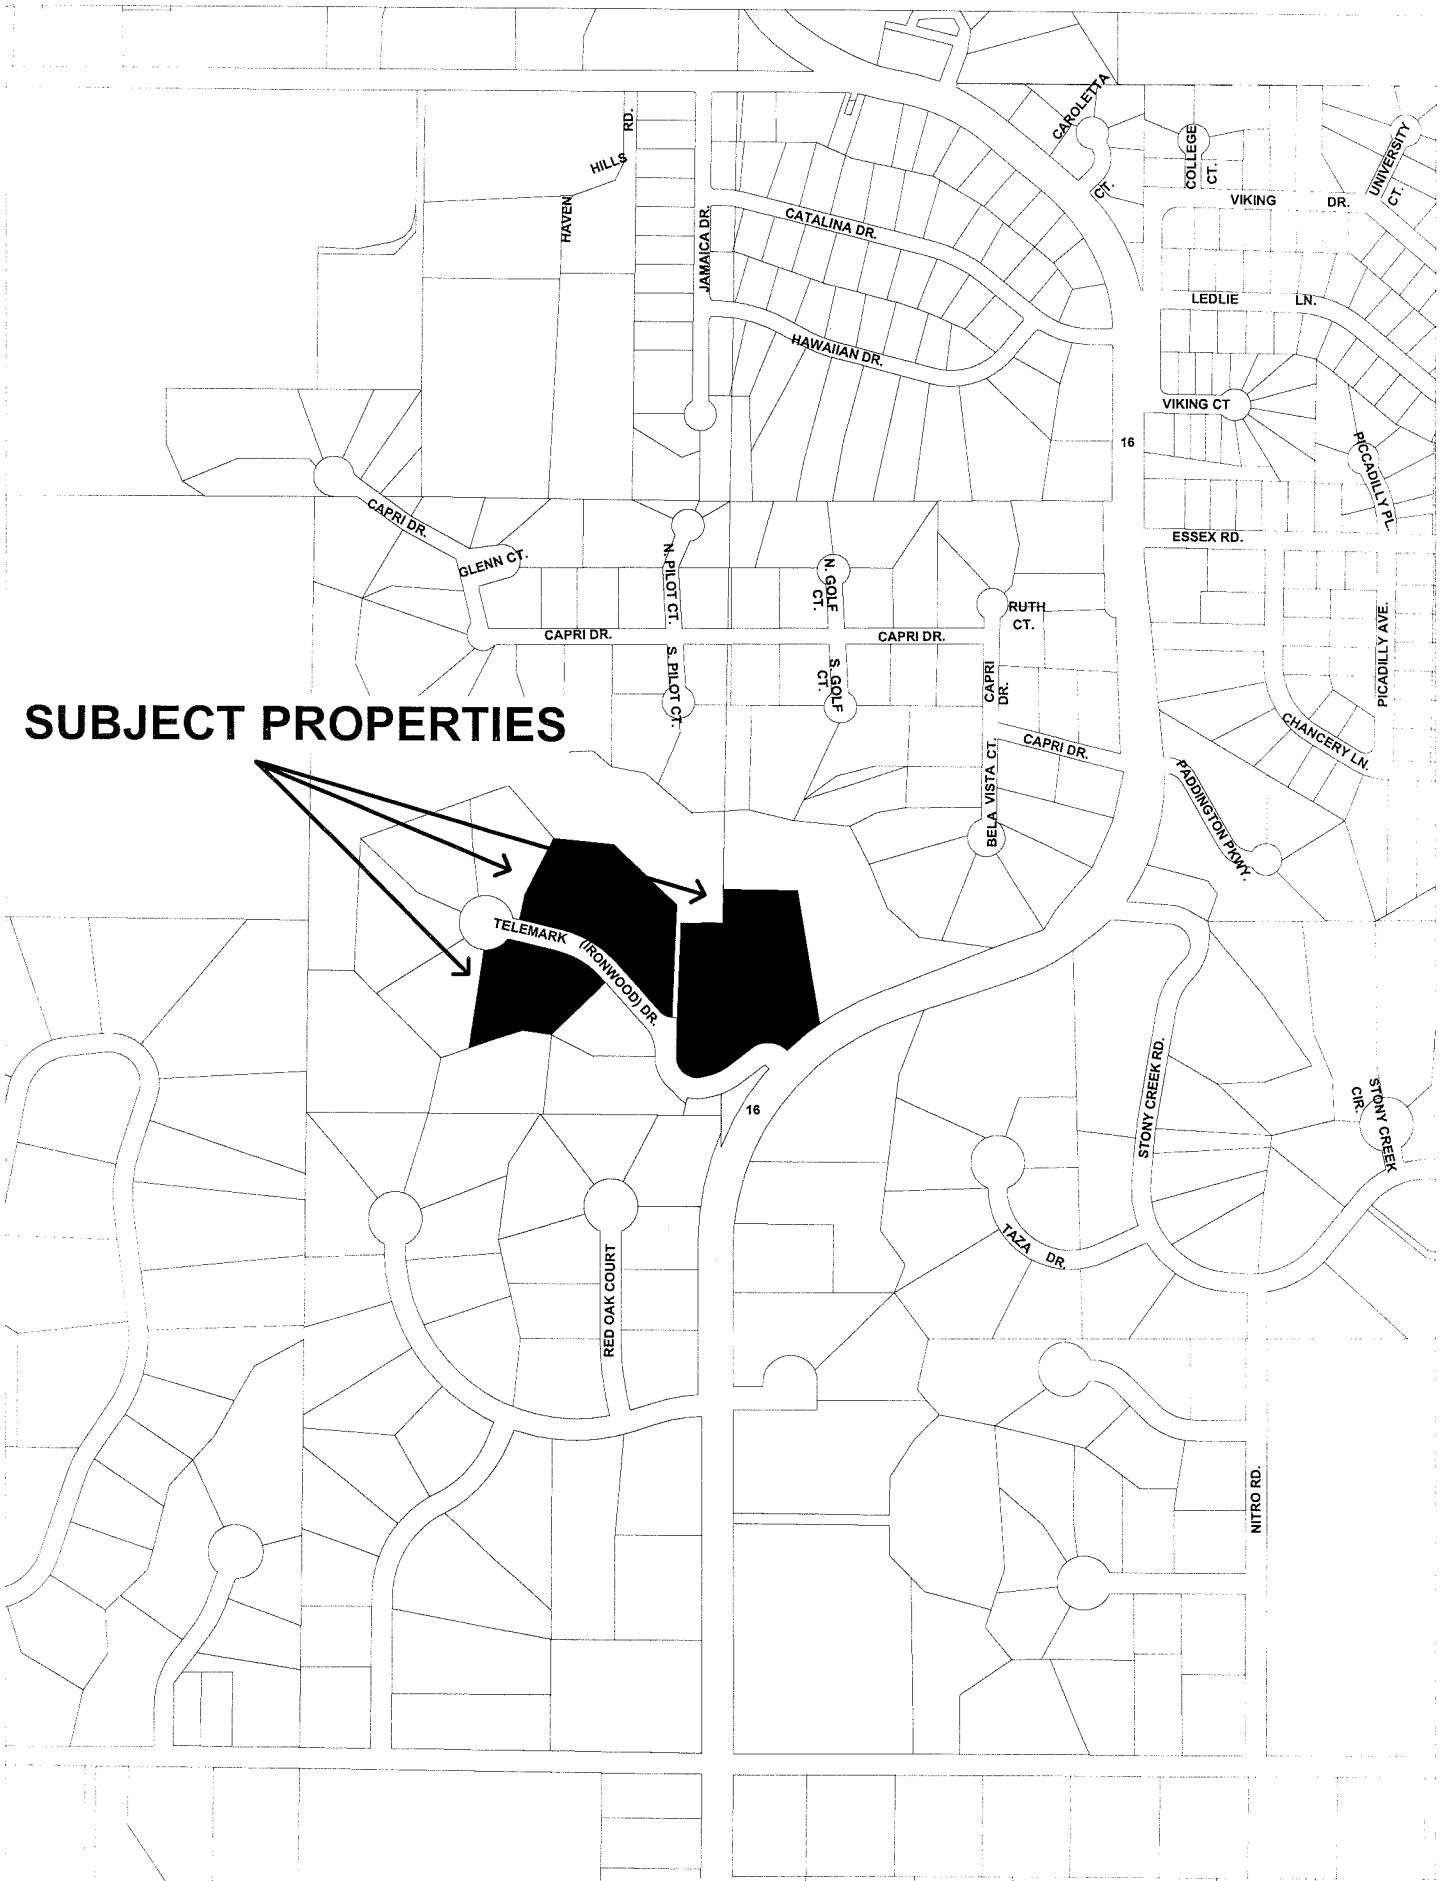 CAROLETTA
CT.
COLLEGE
CT.
UNIVERSITY
CT.
VIKING DR.
RD.
HILLS
HAVEN
JAMAICA DR.
CATALINA DR.
LEDLIE LN.
HAWAIIAN DR.
VIKING CT
16
PICCADILLY PL.
CAPRI DR.
GLENN CT.
ESSEX RD.
N. PILOT CT.
N. GOLF
CT.
RUTH
CT.
CAPRI DR.
CAPRI DR.
PICADILLY AVE.
S. PILOT CT.
S. GOLF
CT.
CAPRI
DR.
SUBJECT PROPERTIES
CHANCERY LN.
CAPRI DR.
BELA VISTA CT.
PADDINGTON PKWY.
TELEMARK (IRONWOOD) DR.
STONY CREEK RD.
STONY CREEK
CIR.
16
TAZA DR.
RED OAK COURT
NITRO RD.